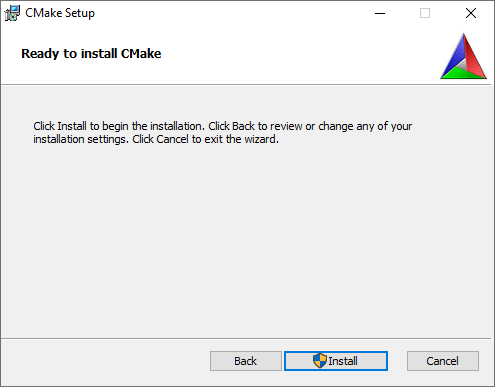 CMake Setup
Ready to install CMake
Click Install to begin the installation. Click Back to review or change any of your
installation settings. Click Cancel to exit the wizard.
Back
Install
Cancel